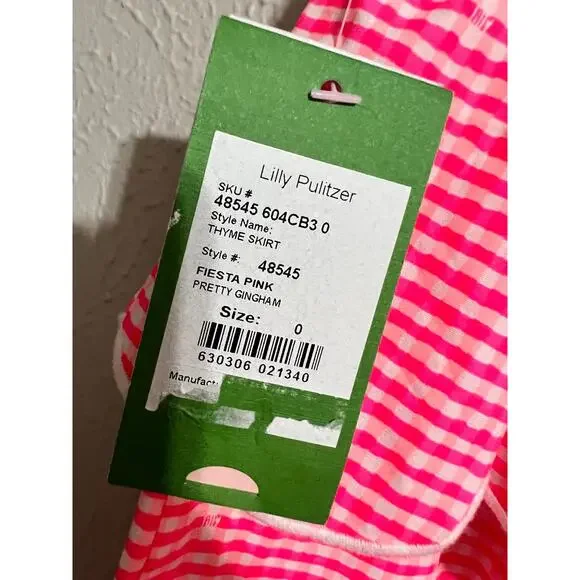 Lilly Pulitzer
SKU #
48545 604CB3 0
Style Name:
THYME SKIRT
Style #: 48545
FIESTA PINK
PRETTY GINGHAM
Size: 0
630306 021340
Manufact